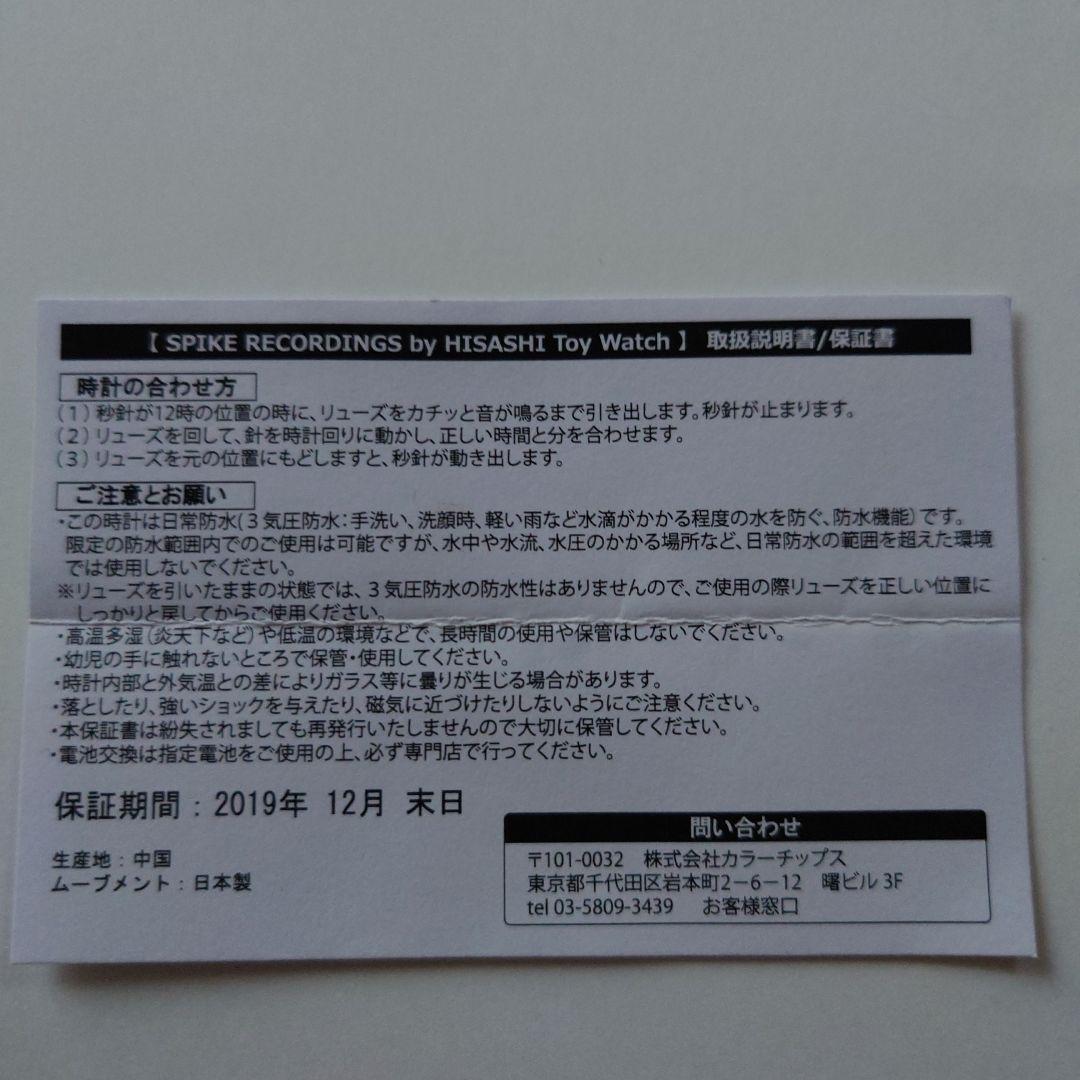 【 SPIKE RECORDINGS by HISASHI Toy Watch 】 取扱説明書/保証書
時計の合わせ方
(1) 秒針が12時の位置の時に、リューズをカチッと音が鳴るまで引き出します。秒針が止まります。
(2) リューズを回して、針を時計回りに動かし、正しい時間と分を合わせます。
(3) リューズを元の位置にもどしますと、秒針が動き出します。
ご注意とお願い
・この時計は日常防水(3気圧防水:手洗い、洗顔時、軽い雨など水滴がかかる程度の水を防ぐ、防水機能)です。
限定の防水範囲内でのご使用は可能ですが、水中や水流、水圧のかかる場所など、日常防水の範囲を超えた環境
では使用しないでください。
※リューズを引いたままの状態では、3気圧防水の防水性はありませんので、ご使用の際リューズを正しい位置に
しっかりと戻してからご使用ください。
・高温多湿(炎天下など)や低温の環境などで、長時間の使用や保管はしないでください。
・幼児の手に触れないところで保管・使用してください。
・時計内部と外気温との差によりガラス等に曇りが生じる場合があります。
・落としたり、強いショックを与えたり、磁気に近づけたりしないようにご注意ください。
・本保証書は紛失されましても再発行いたしませんので大切に保管してください。
・電池交換は指定電池をご使用の上、必ず専門店で行ってください。
保証期間:2019年 12月 末日
生産地:中国
ムーブメント:日本製
問い合わせ
〒101-0032 株式会社カラーチップス
東京都千代田区岩本町2−6−12 曙ビル 3F
tel 03-5809-3439 お客様窓口